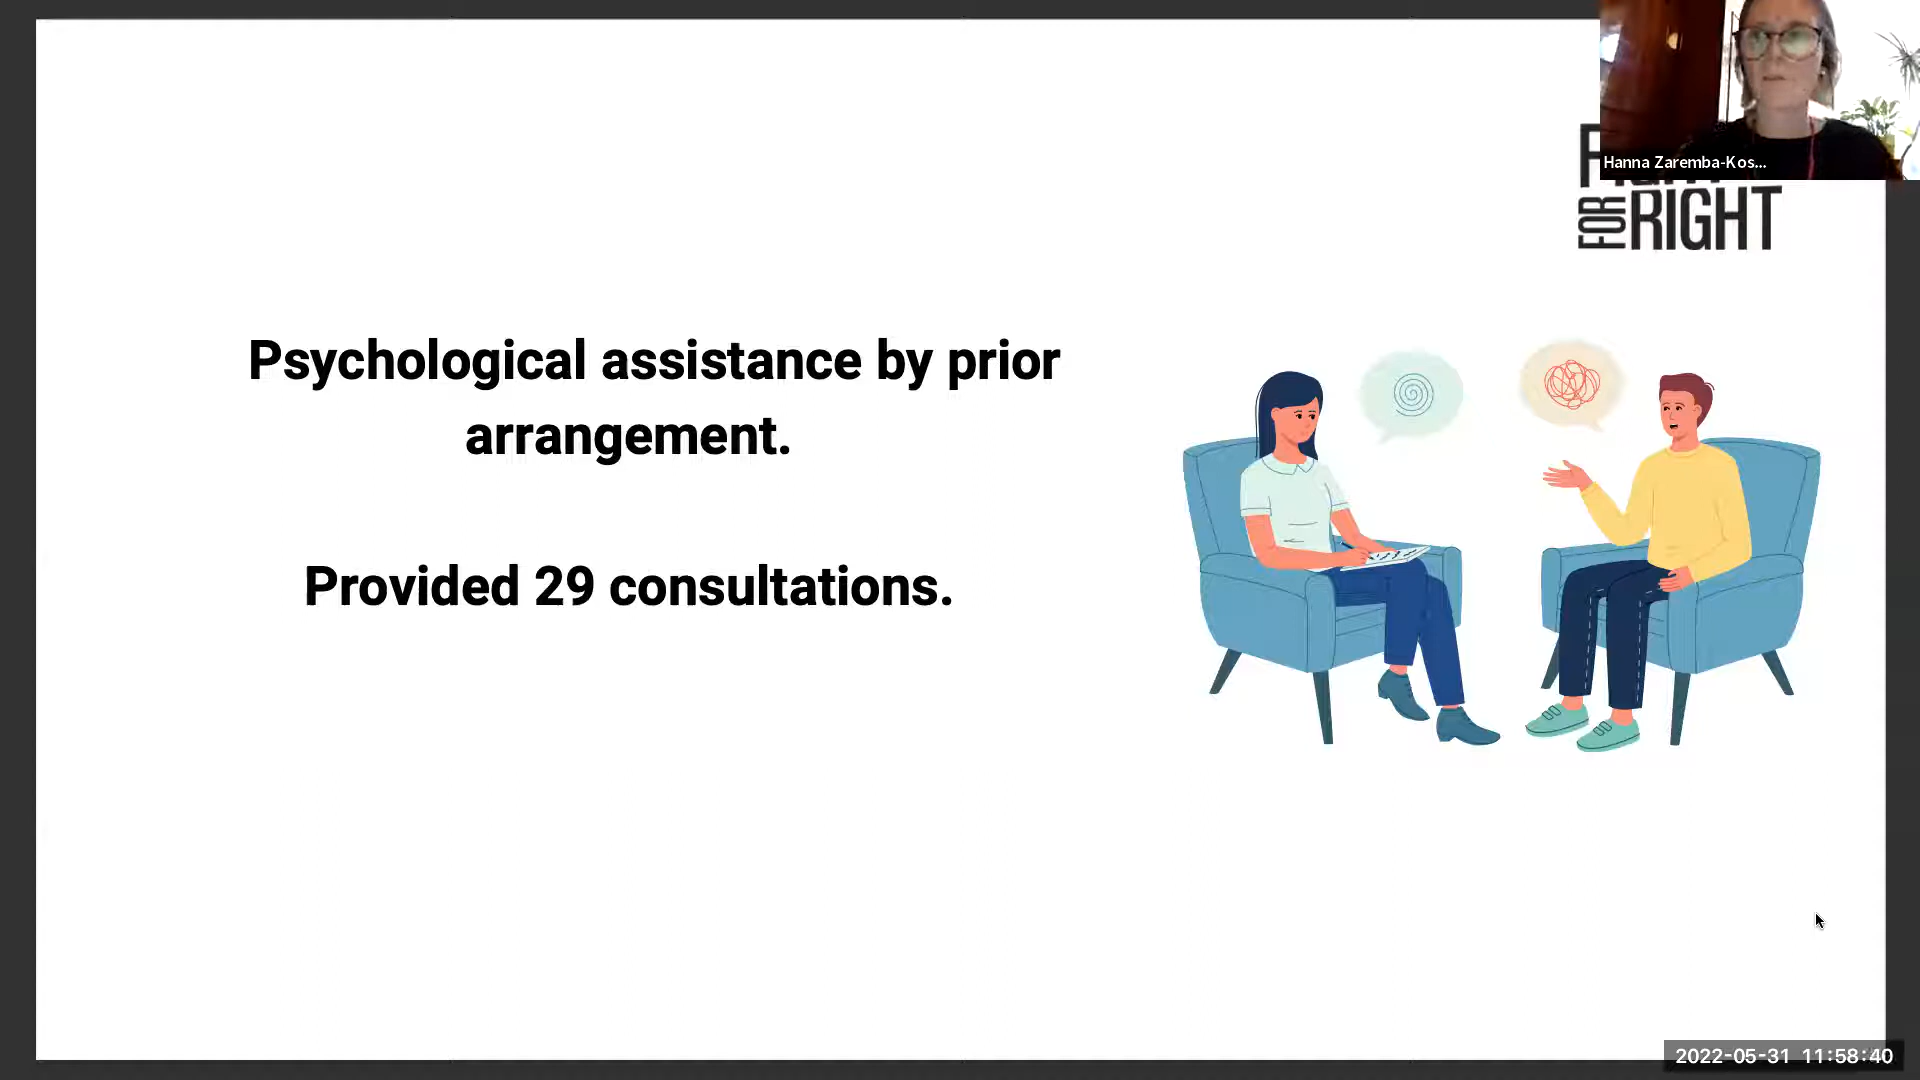 Hanna Zaremba-Kos...
FOR
RIGHT
Psychological assistance by prior
arrangement.
Provided 29 consultations.
2022-05-31 11:58:40